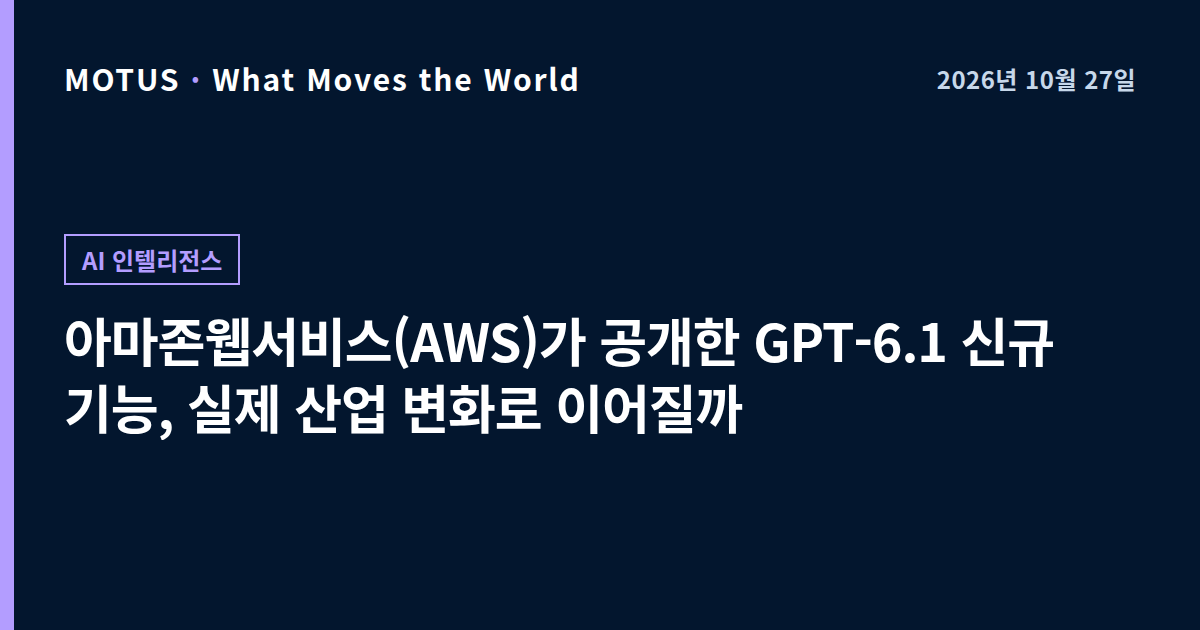 MOTUS · What Moves the World
2026년 10월 27일
AI 인텔리전스
아마존웹서비스(AWS)가 공개한 GPT-6.1 신규
기능, 실제 산업 변화로 이어질까